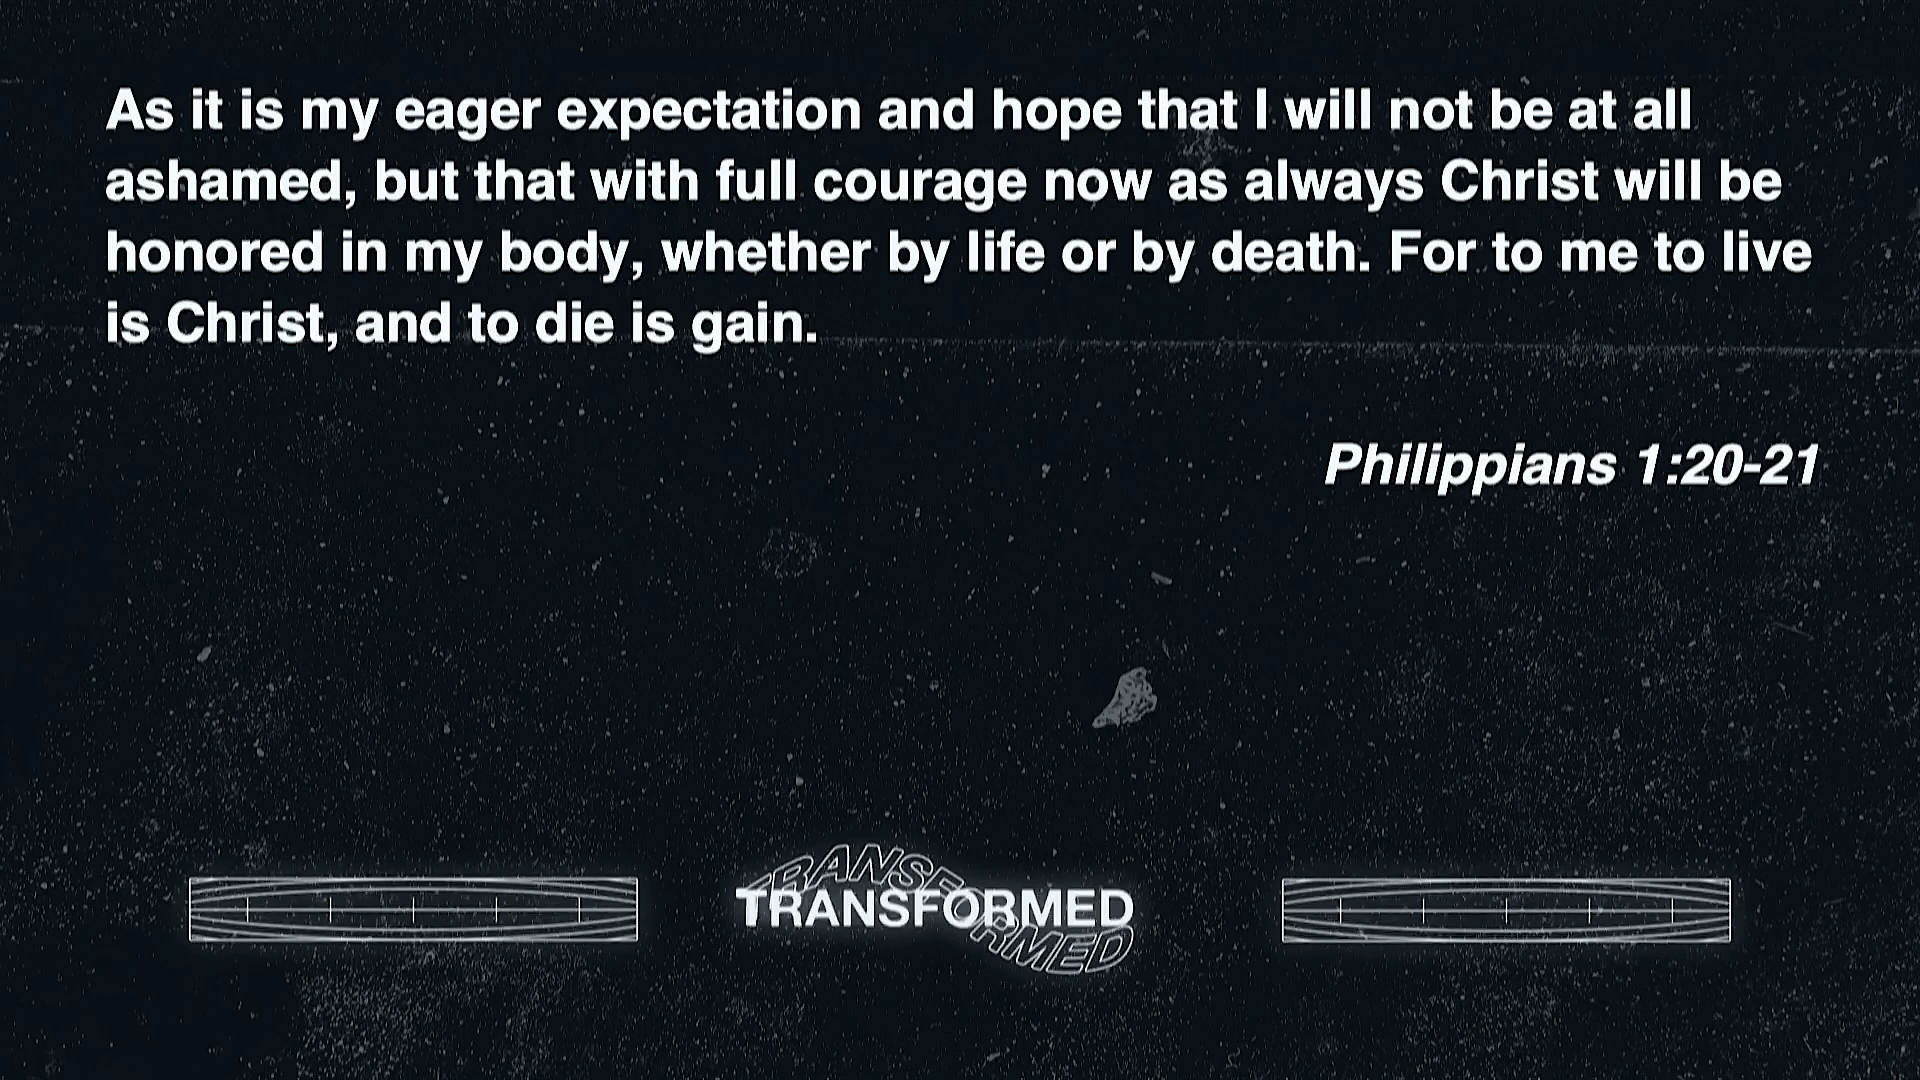 As it is my eager expectation and hope that I will not be at all
ashamed, but that with full courage now as always Christ will be
honored in my body, whether by life or by death. For to me to live
is Christ, and to die is gain.
Philippians 1:20-21
TRANSFORMED
TRANSFORMED